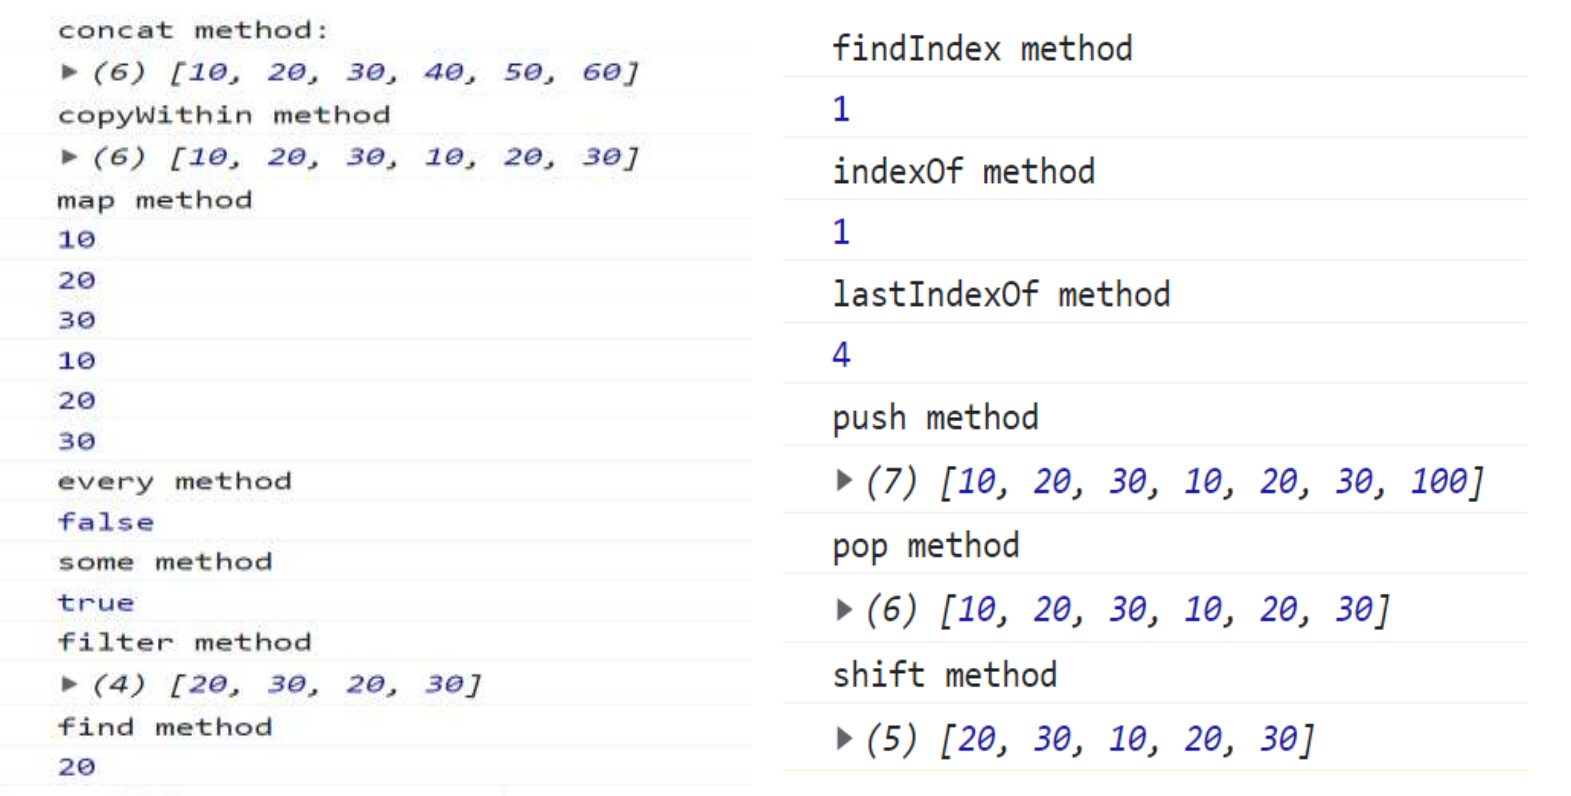 concat method:
▶ (6) [10, 20, 30, 40, 50, 60]
copyWithin method
▶ (6) [10, 20, 30, 10, 20, 30]
map method
10
20
30
10
20
30
every method
false
some method
true
filter method
▶ (4) [20, 30, 20, 30]
find method
20
findIndex method
1
indexOf method
1
lastIndexOf method
4
push method
▶ (7) [10, 20, 30, 10, 20, 30, 100]
pop method
▶ (6) [10, 20, 30, 10, 20, 30]
shift method
▶ (5) [20, 30, 10, 20, 30]